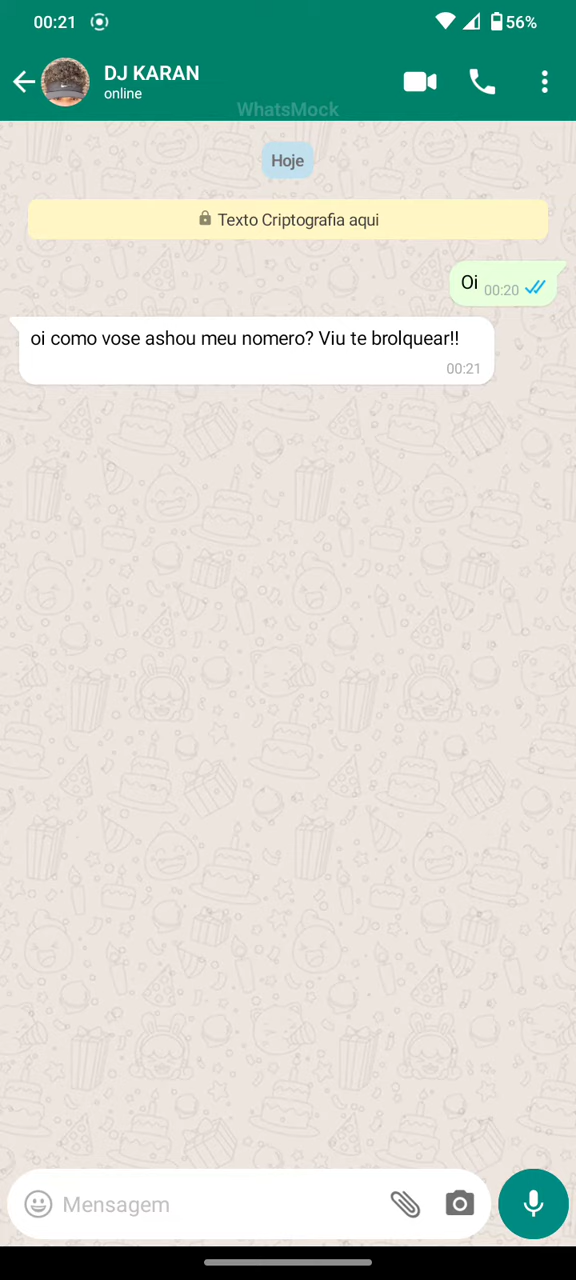 00:21
56%
DJ KARAN
online
WhatsMock
Hoje
Texto Criptografia aqui
Oi 00:20
oi como vose ashou meu nomero? Viu te brolquear!!
00:21
Mensagem